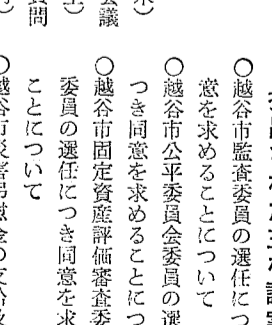 ○越谷市監査委員の選任につ
意を求めることについて
○越谷市公平委員会委員の選
つき同意を求めることにつ
○越谷市固定資産評価審査委
委員の選任につき同意を求
ことについて
会議
質問